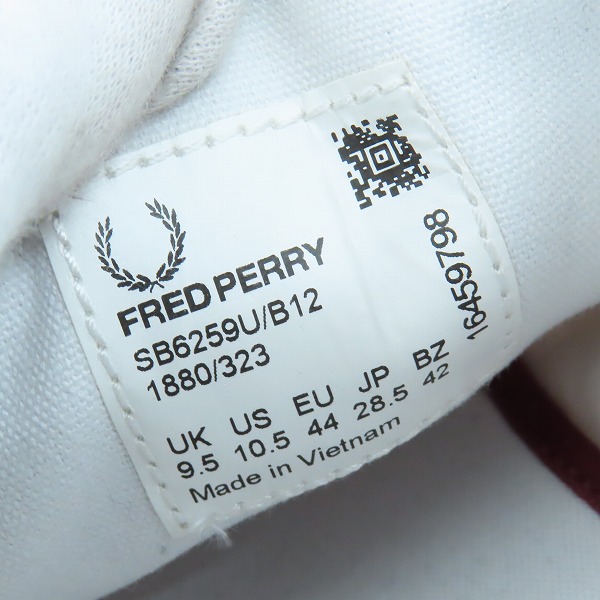 FRED PERRY
SB6259U/B12
1880/323
UK US EU JP BZ
9.5 10.5 44 28.5 42
Made in Vietnam
16459798